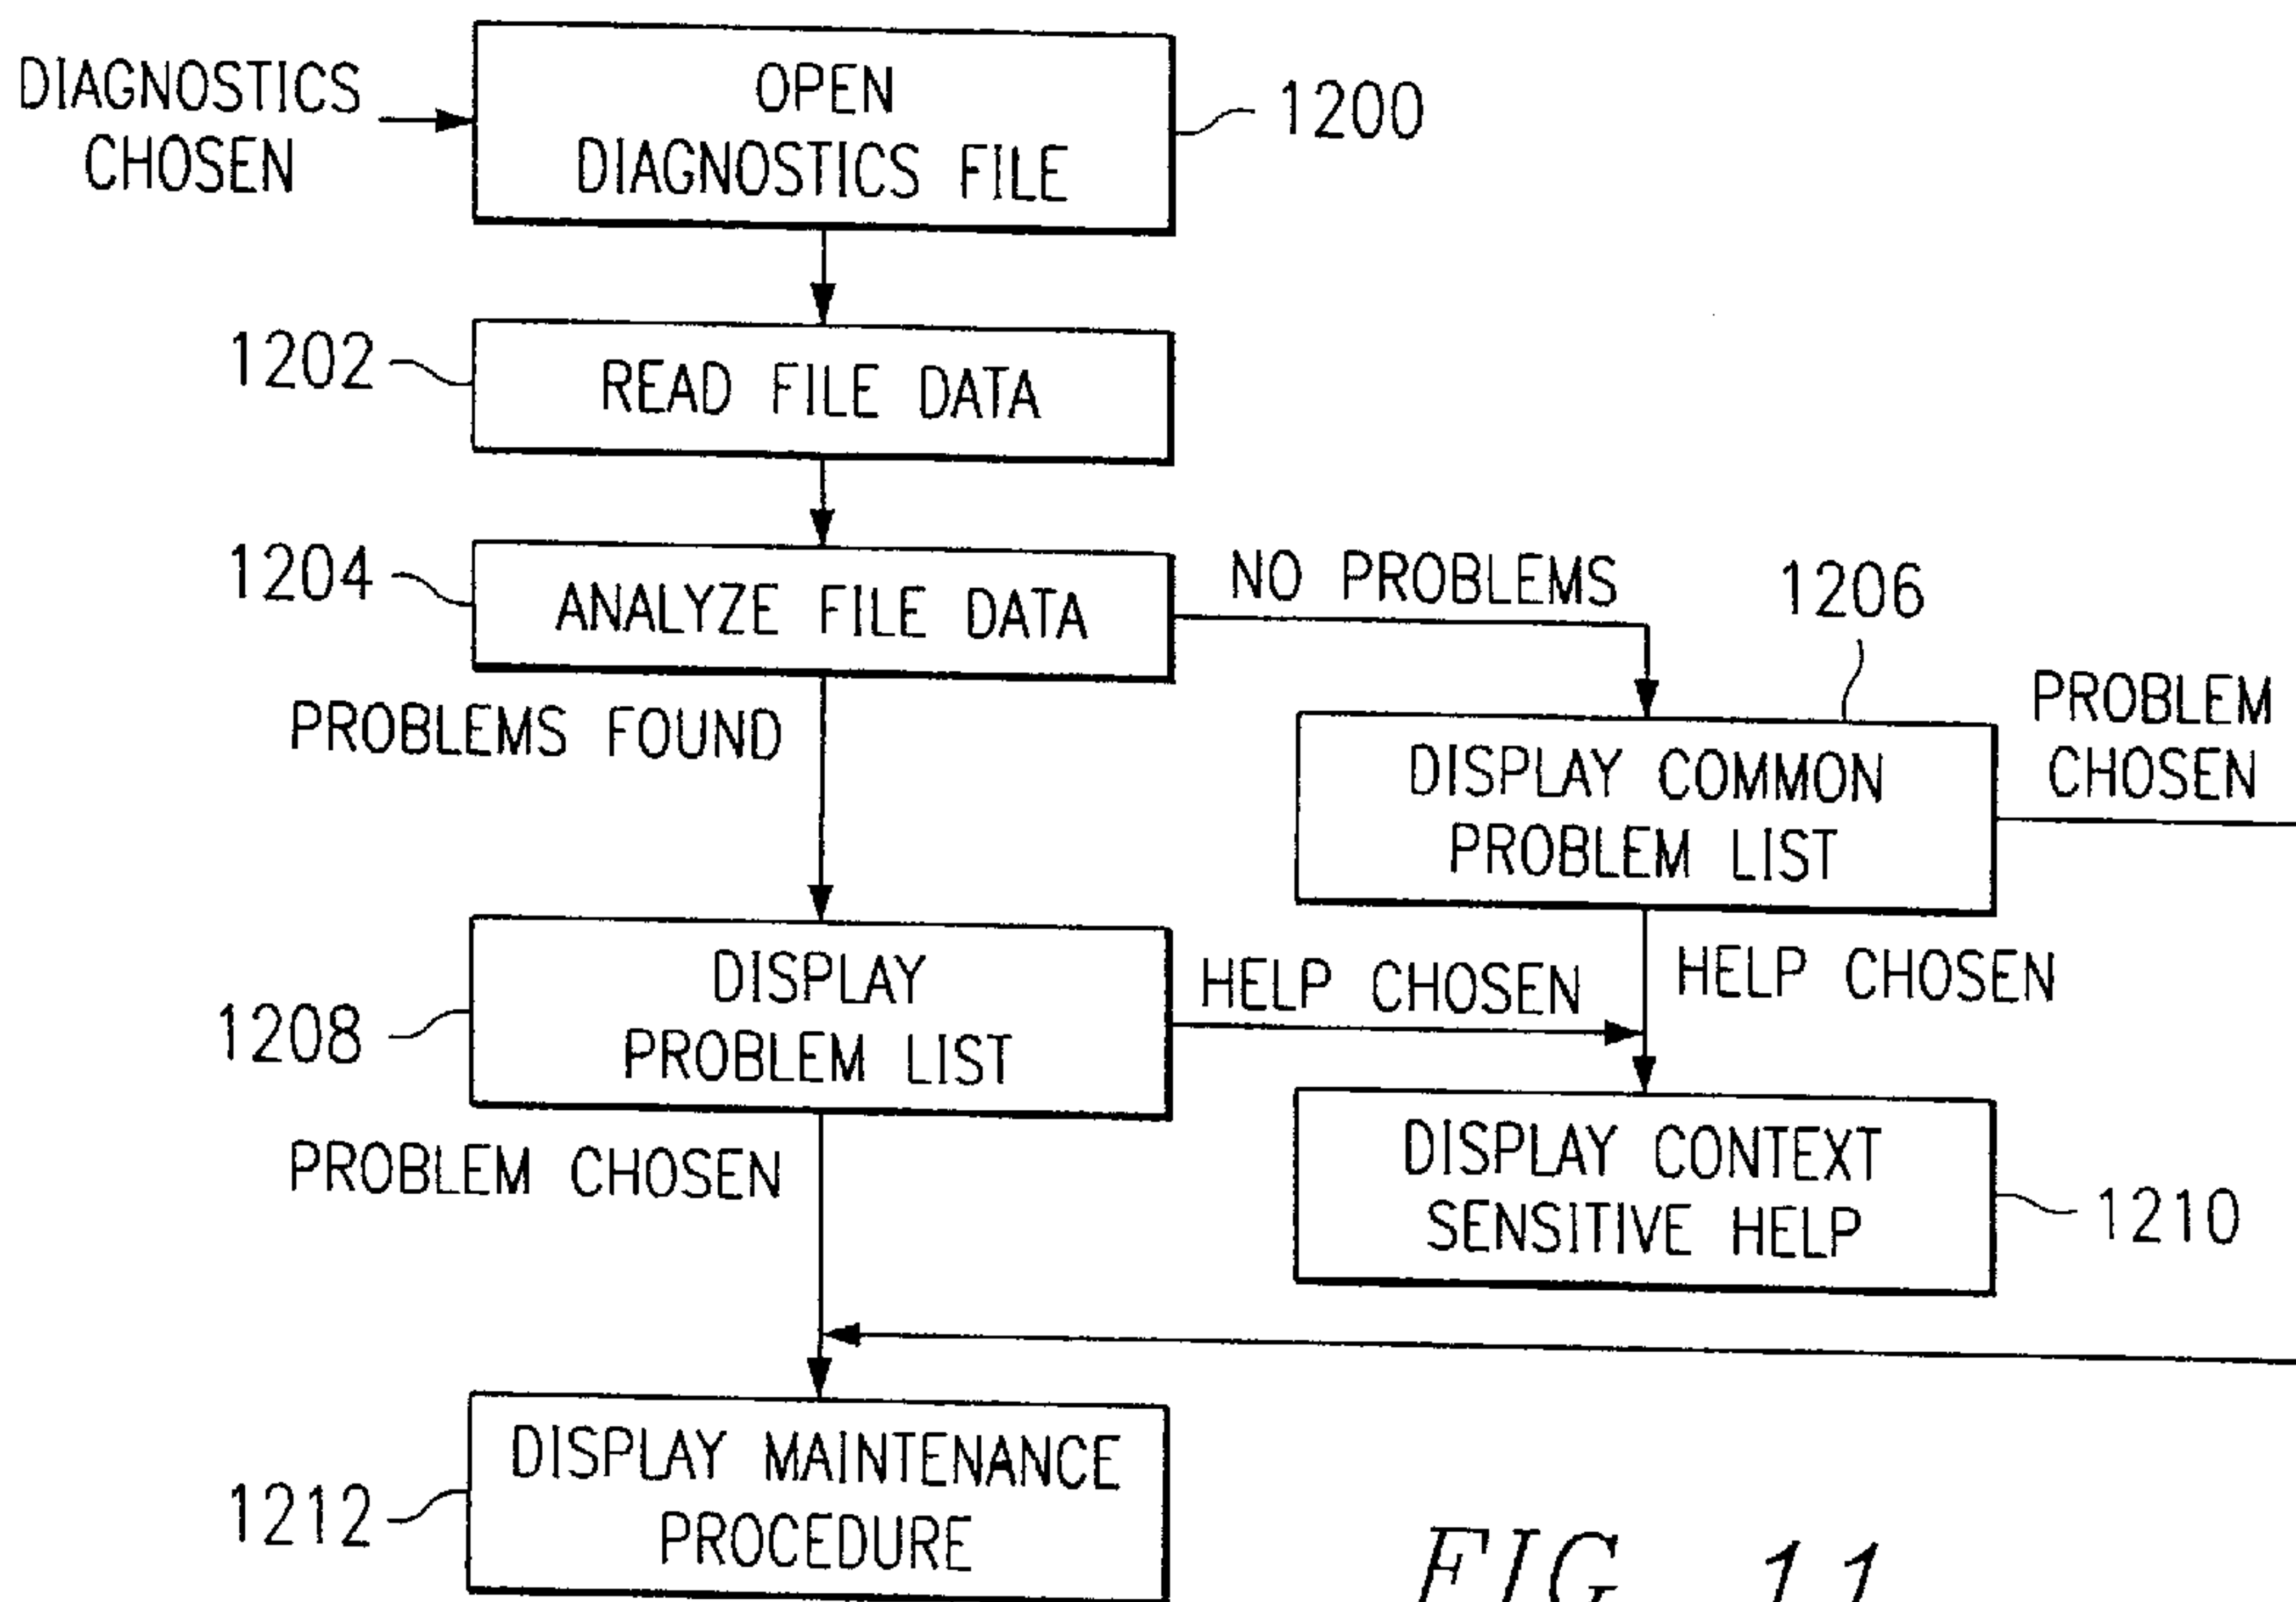 DIAGNOSTICS
CHOSEN
OPEN
DIAGNOSTICS FILE
1200
1202
READ FILE DATA
1204
ANALYZE FILE DATA
NO PROBLEMS
1206
PROBLEMS FOUND
DISPLAY COMMON
PROBLEM LIST
PROBLEM
CHOSEN
1208
DISPLAY
PROBLEM LIST
HELP CHOSEN
HELP CHOSEN
DISPLAY CONTEXT
SENSITIVE HELP
1210
PROBLEM CHOSEN
1212
DISPLAY MAINTENANCE
PROCEDURE
FIG. 11